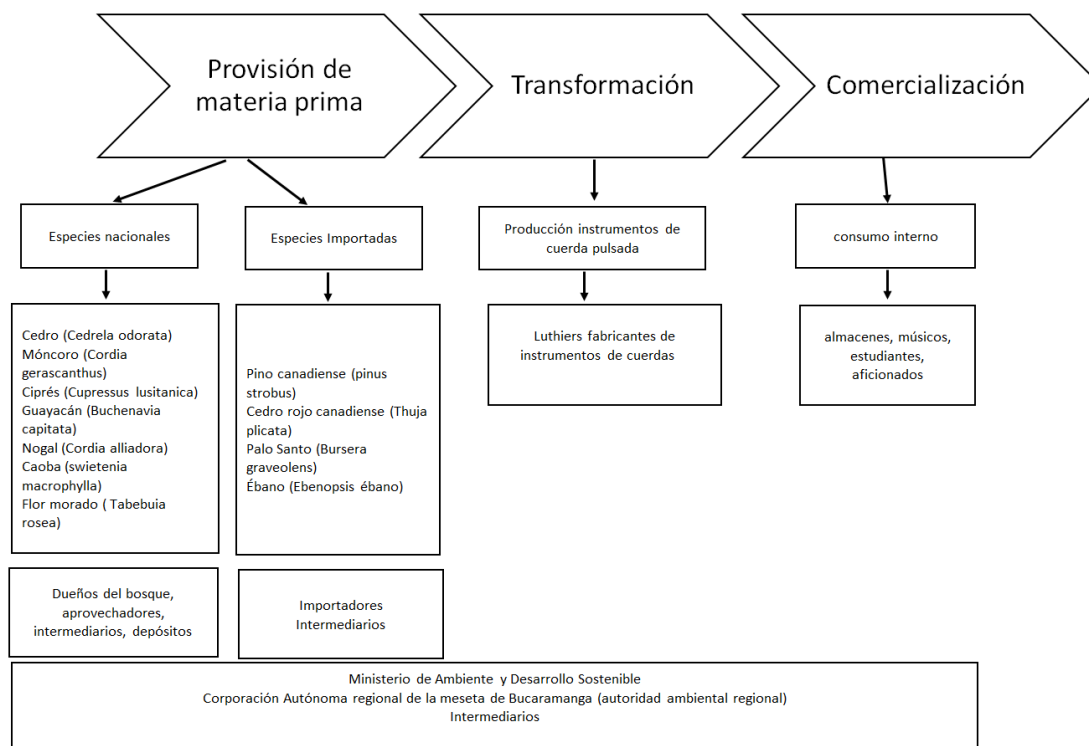 Provisión de
materia prima
Transformación
Comercialización
Especies nacionales
Especies Importadas
Producción instrumentos de
cuerda pulsada
consumo interno
Cedro (Cedrela odorata)
Móncoro (Cordia
gerascanthus)
Ciprés (Cupressus lusitanica)
Guayacán (Buchenavia
capitata)
Nogal (Cordia alliadora)
Caoba (swietenia
macrophylla)
Flor morado ( Tabebuia
rosea)
Pino canadiense (pinus
strobus)
Cedro rojo canadiense (Thuja
plicata)
Palo Santo (Bursera
graveolens)
Ébano (Ebenopsis ébano)
Luthiers fabricantes de
instrumentos de cuerdas
almacenes, músicos,
estudiantes,
aficionados
Dueños del bosque,
aprovechadores,
intermediarios, depósitos
Importadores
Intermediarios
Ministerio de Ambiente y Desarrollo Sostenible
Corporación Autónoma regional de la meseta de Bucaramanga (autoridad ambiental regional)
Intermediarios